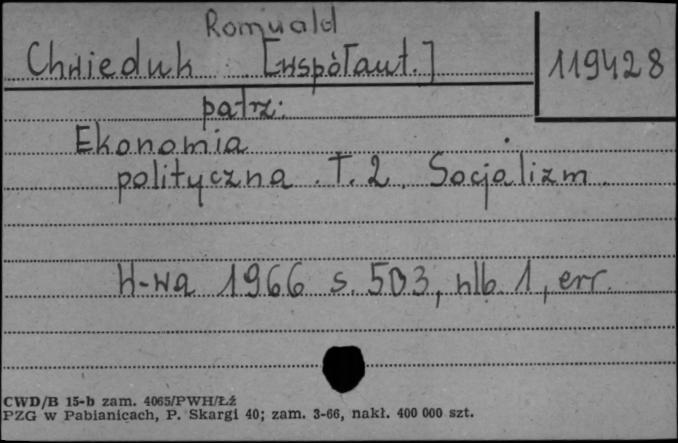 Romuald
Chwieduk [współaut.]
119428
patrz:
Ekonomia
polityczna. T. 2. Socjalizm.
W-wa 1966 s. 503, nlb. 1, err.
CWD/B 15-b zam. 4065/PWH/Łź
PZG w Pabianicach, P. Skargi 40; zam. 3-66, nakł. 400 000 szt.